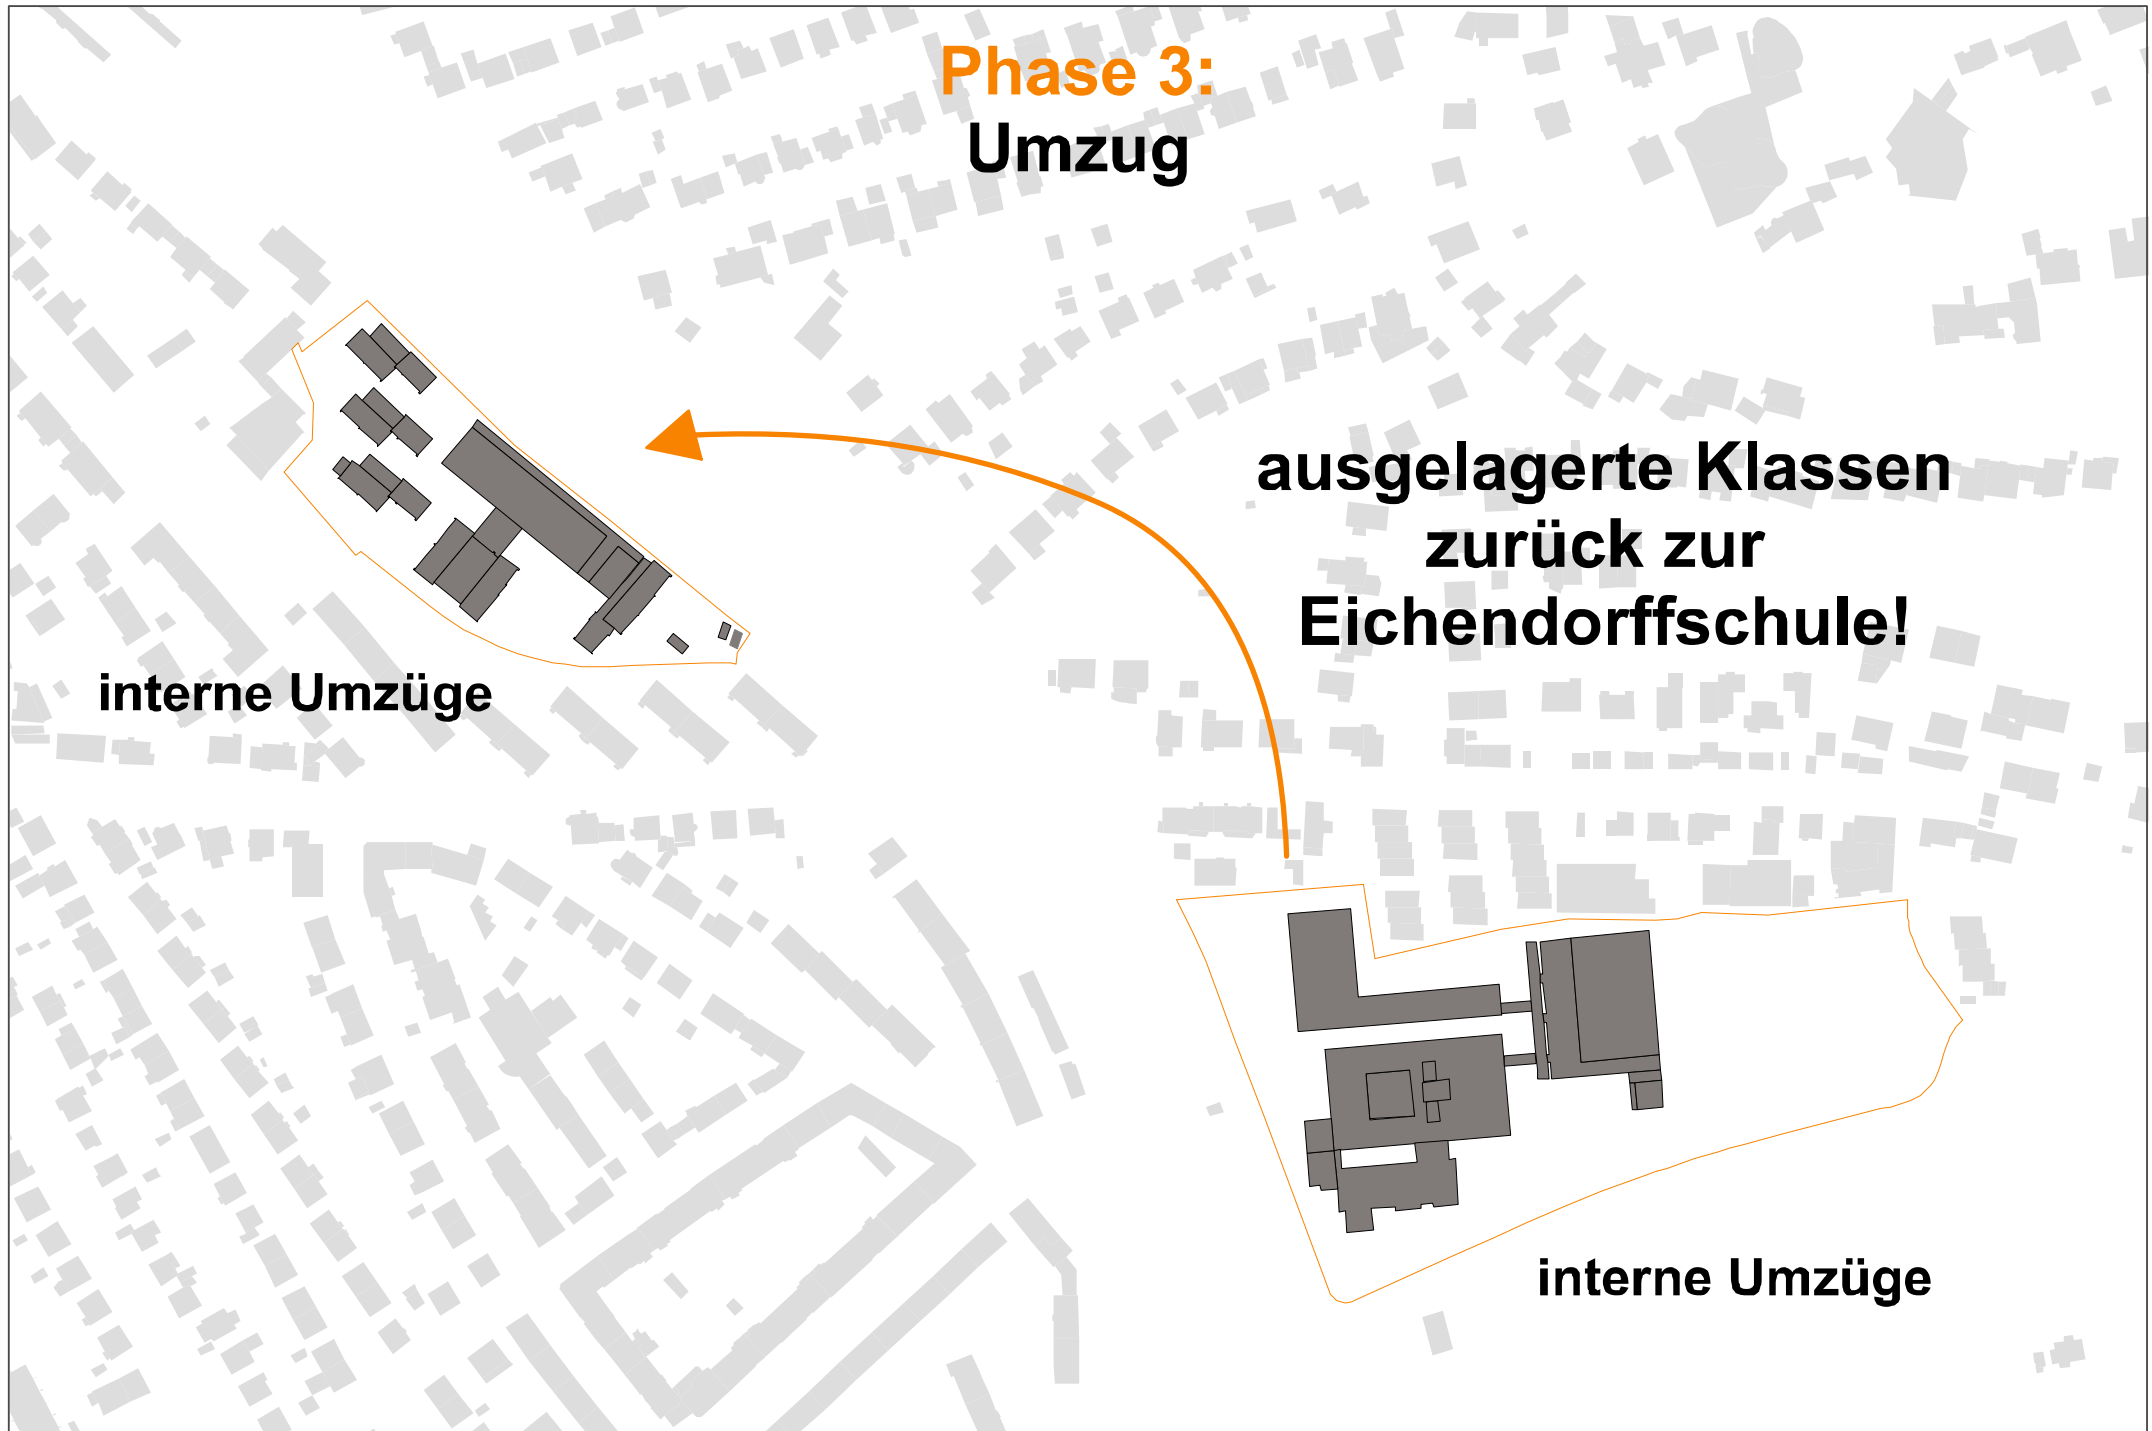 Phase 3:
Umzug
ausgelagerte Klassen
zurück zur
Eichendorffschule!
interne Umzüge
interne Umzüge